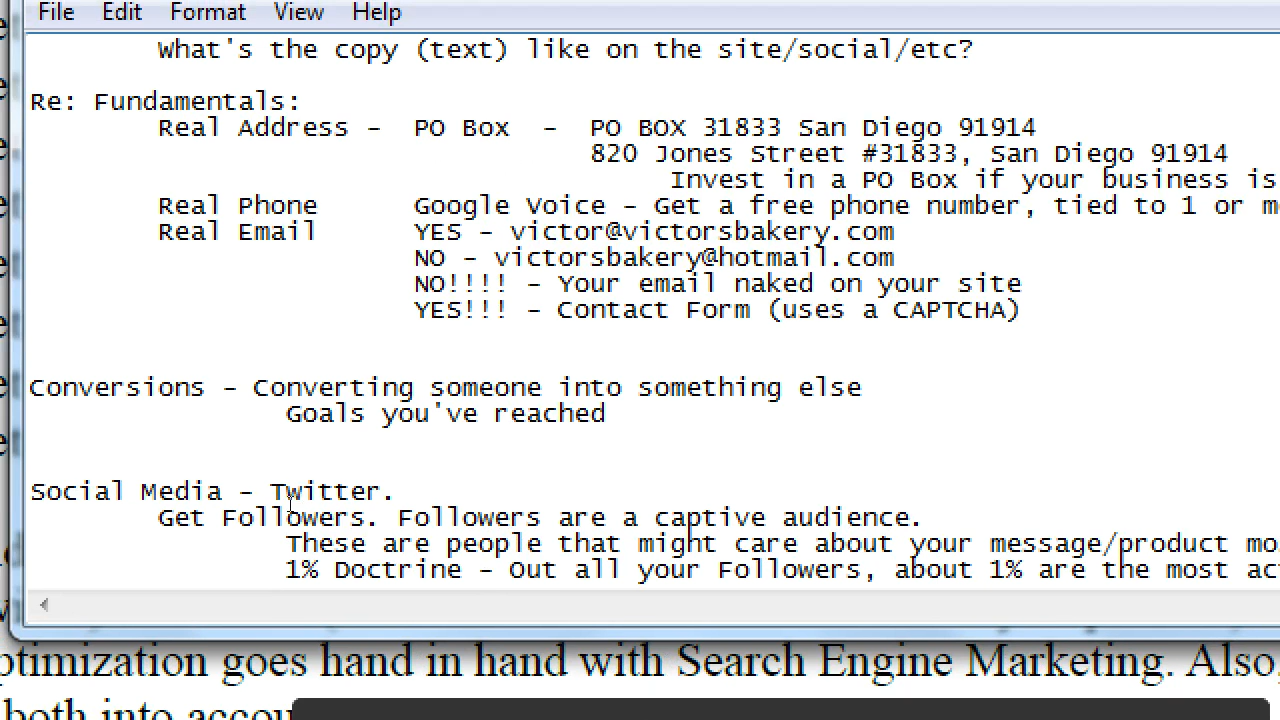 File Edit Format View Help
What's the copy (text) like on the site/social/etc?
Re: Fundamentals:
Real Address - PO Box - PO BOX 31833 San Diego 91914
820 Jones Street #31833, San Diego 91914
Invest in a PO Box if your business is
Real Phone Google Voice - Get a free phone number, tied to 1 or
Real Email YES - victor@victorsbakery.com
NO - victorsbakery@hotmail.com
NO!!!! - Your email naked on your site
YES!!! - Contact Form (uses a CAPTCHA)
Conversions - Converting someone into something else
Goals you've reached
Social Media - Twitter.
Get Followers. Followers are a captive audience.
These are people that might care about your message/product
1% Doctrine - Out all your Followers, about 1% are the most
goes hand in hand with Search Engine Marketing. Also,
both into